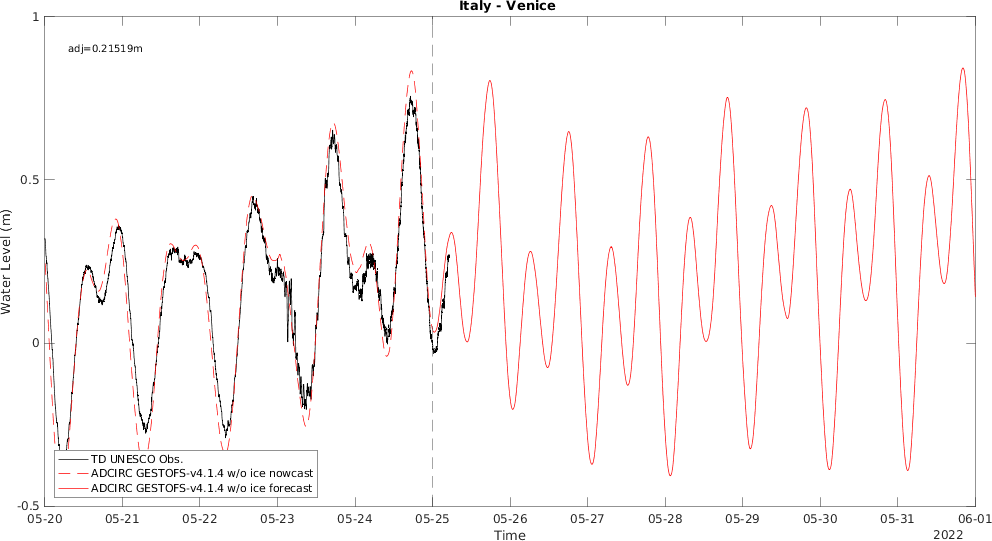 Italy - Venice
adj=0.21519m
Water Level (m)
1
0.5
0
-0.5
TD UNESCO Obs.
ADCIRC GESTOFS-v4.1.4 w/o ice nowcast
ADCIRC GESTOFS-v4.1.4 w/o ice forecast
05-20 05-21 05-22 05-23 05-24 05-25 05-26 05-27 05-28 05-29 05-30 05-31 06-01
Time
2022